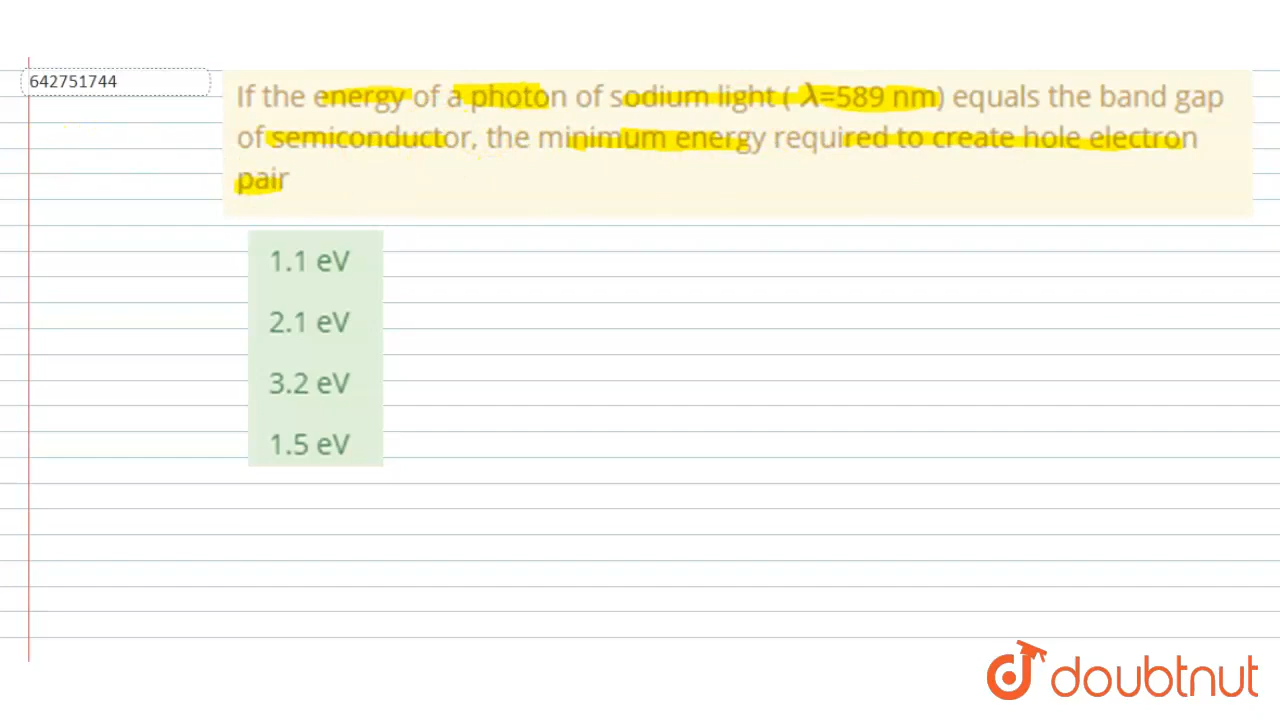 642751744
If the energy of a photon of sodium light ( λ=589 nm) equals the band gap
of semiconductor, the minimum energy required to create hole electron
pair
1.1 eV
2.1 eV
3.2 eV
1.5 eV
doubtnut